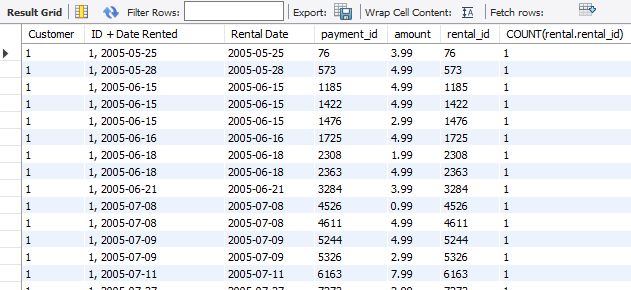 Result Grid Filter Rows: Export: Wrap Cell Content: Fetch rows:
Customer ID + Date Rented Rental Date payment_id amount rental_id COUNT(rental.rental_id)
1 1, 2005-05-25 2005-05-25 76 3.99 76 1
1 1, 2005-05-28 2005-05-28 573 4.99 573 1
1 1, 2005-06-15 2005-06-15 1185 4.99 1185 1
1 1, 2005-06-15 2005-06-15 1422 4.99 1422 1
1 1, 2005-06-15 2005-06-15 1476 2.99 1476 1
1 1, 2005-06-16 2005-06-16 1725 4.99 1725 1
1 1, 2005-06-18 2005-06-18 2308 1.99 2308 1
1 1, 2005-06-18 2005-06-18 2363 4.99 2363 1
1 1, 2005-06-21 2005-06-21 3284 3.99 3284 1
1 1, 2005-07-08 2005-07-08 4526 0.99 4526 1
1 1, 2005-07-08 2005-07-08 4611 4.99 4611 1
1 1, 2005-07-09 2005-07-09 5244 4.99 5244 1
1 1, 2005-07-09 2005-07-09 5326 2.99 5326 1
1 1, 2005-07-11 2005-07-11 6163 7.99 6163 1